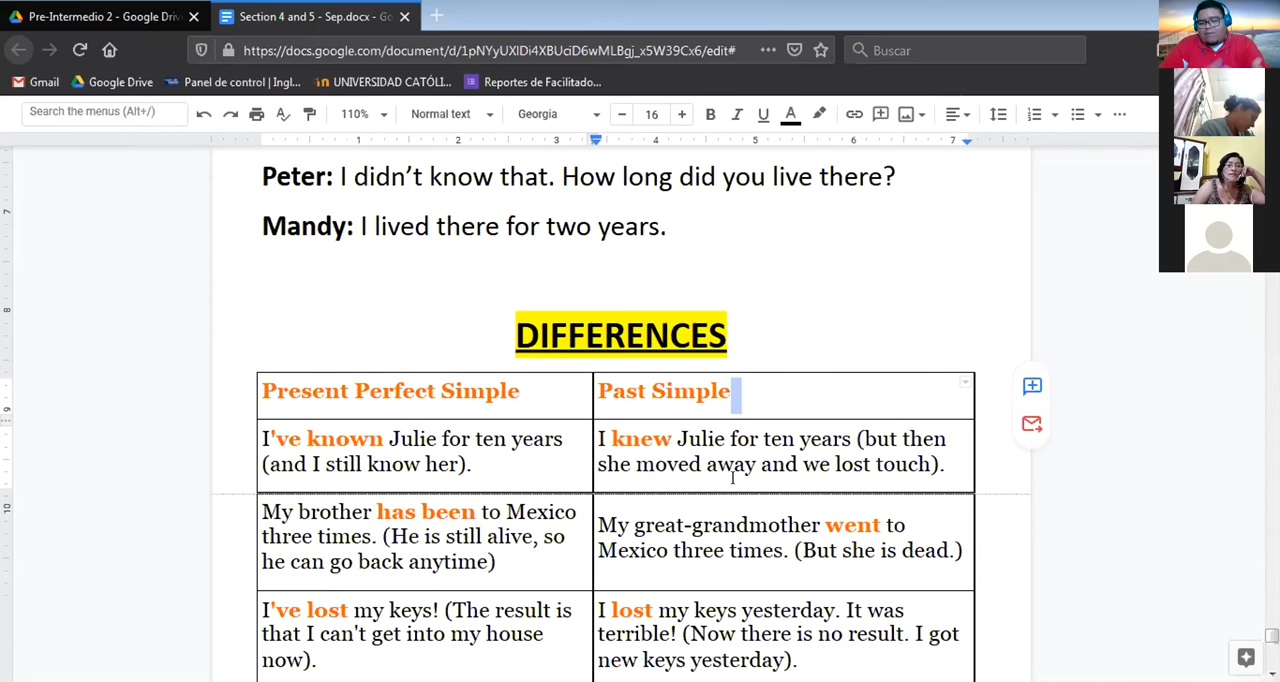 Pre-Intermedio 2 - Google Driv
Section 4 and 5 - Sep.docx - Go
https://docs.google.com/document/d/1pNYyUXlDi4XBUciD6wMLBgj_x5W39Cx6/edit#
Buscar
Gmail
Google Drive
Panel de control | Ingl...
UNIVERSIDAD CATÓLI...
Reportes de Facilitado...
Search the menus (Alt+/)
110%
Normal text
Georgia
16
1 2 3 4 5 6 7
Peter: I didn't know that. How long did you live there?
Mandy: I lived there for two years.
DIFFERENCES
Present Perfect Simple
Past Simple
I've known Julie for ten years
(and I still know her).
I knew Julie for ten years (but then
she moved away and we lost touch).
My brother has been to Mexico
three times. (He is still alive, so
he can go back anytime)
My great-grandmother went to
Mexico three times. (But she is dead.)
I've lost my keys! (The result is
that I can't get into my house
now).
I lost my keys yesterday. It was
terrible! (Now there is no result. I got
new keys yesterday).